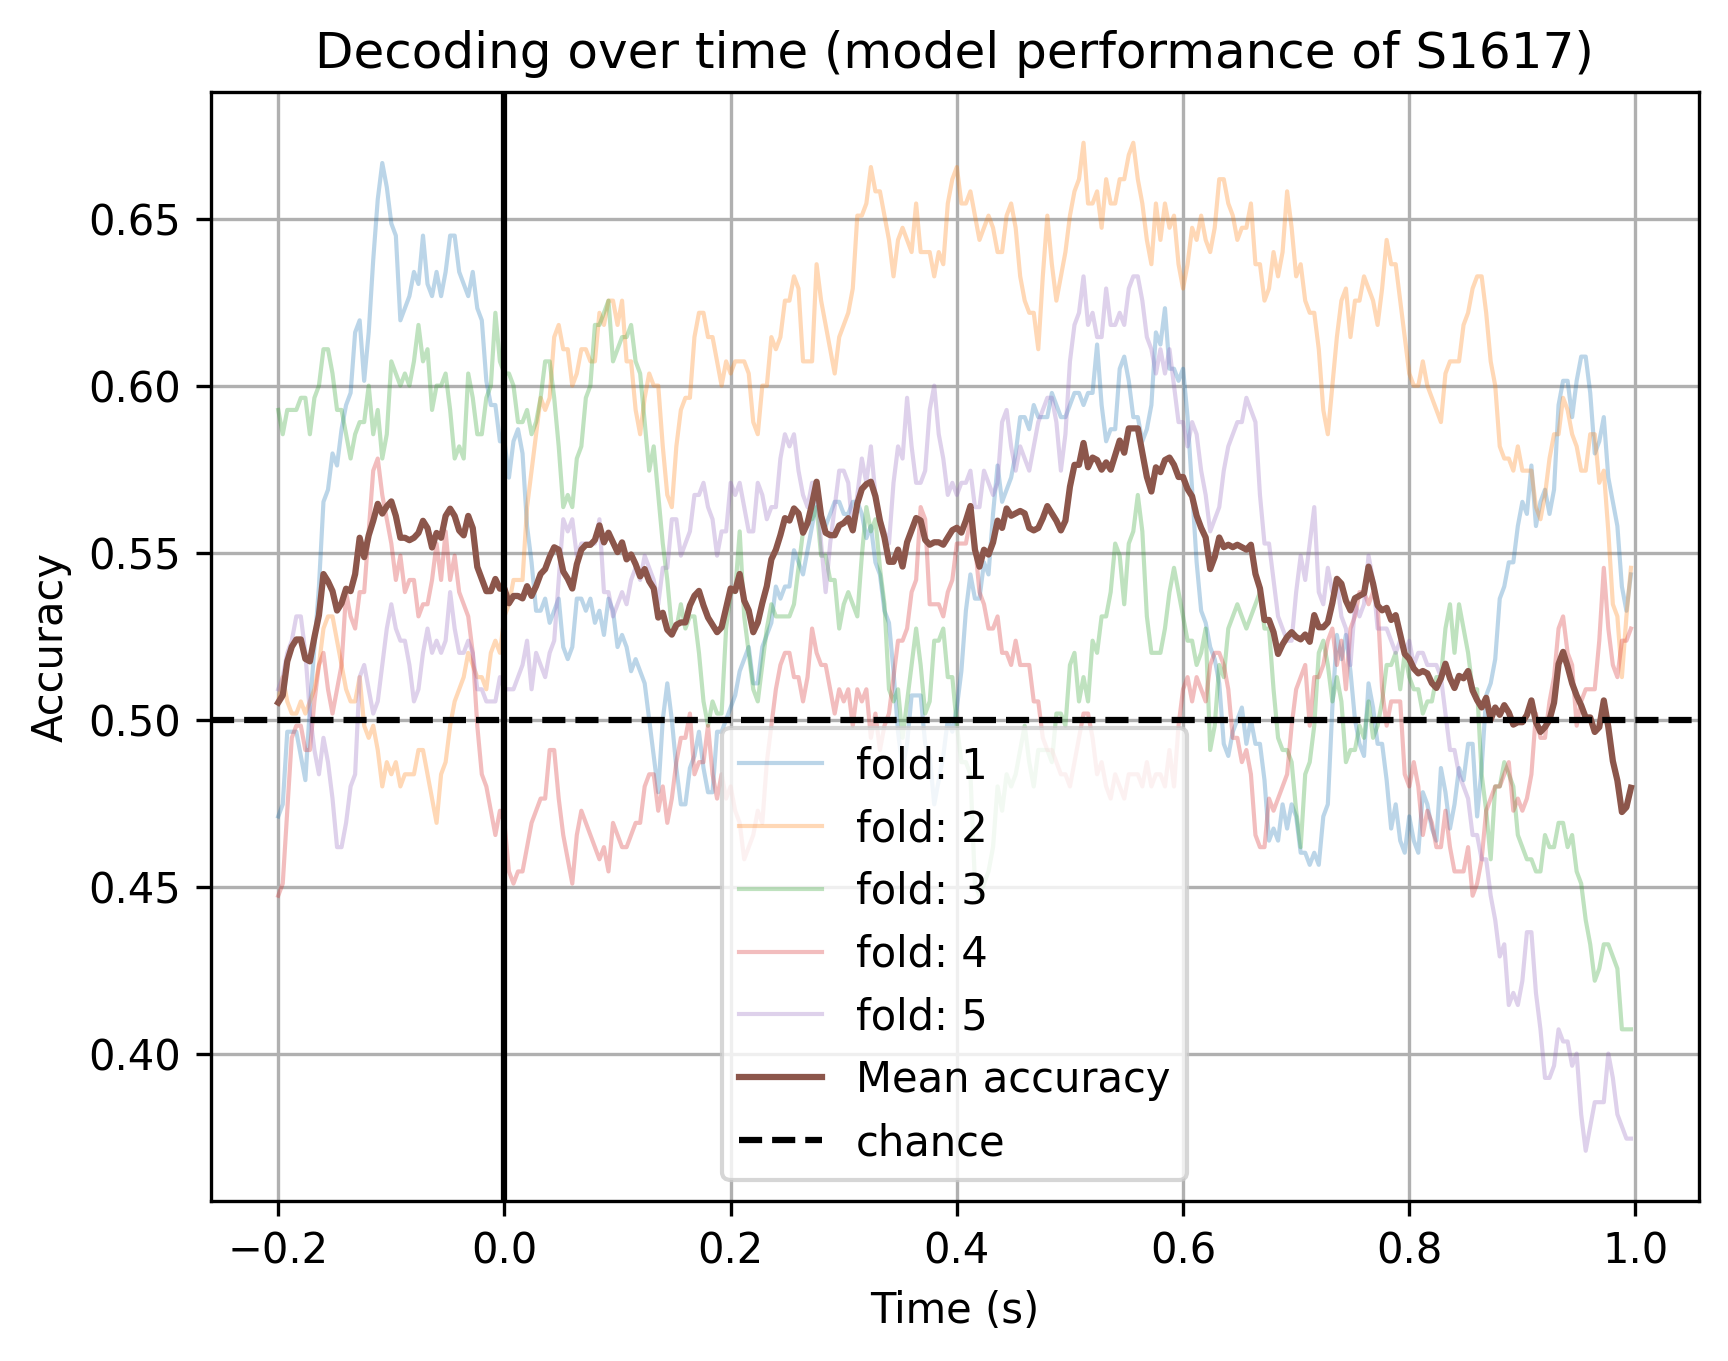 Decoding over time (model performance of S1617)
Accuracy
0.65
0.60
0.55
0.50
0.45
0.40
fold: 1
fold: 2
fold: 3
fold: 4
fold: 5
Mean accuracy
chance
−0.2 0.0 0.2 0.4 0.6 0.8 1.0
Time (s)